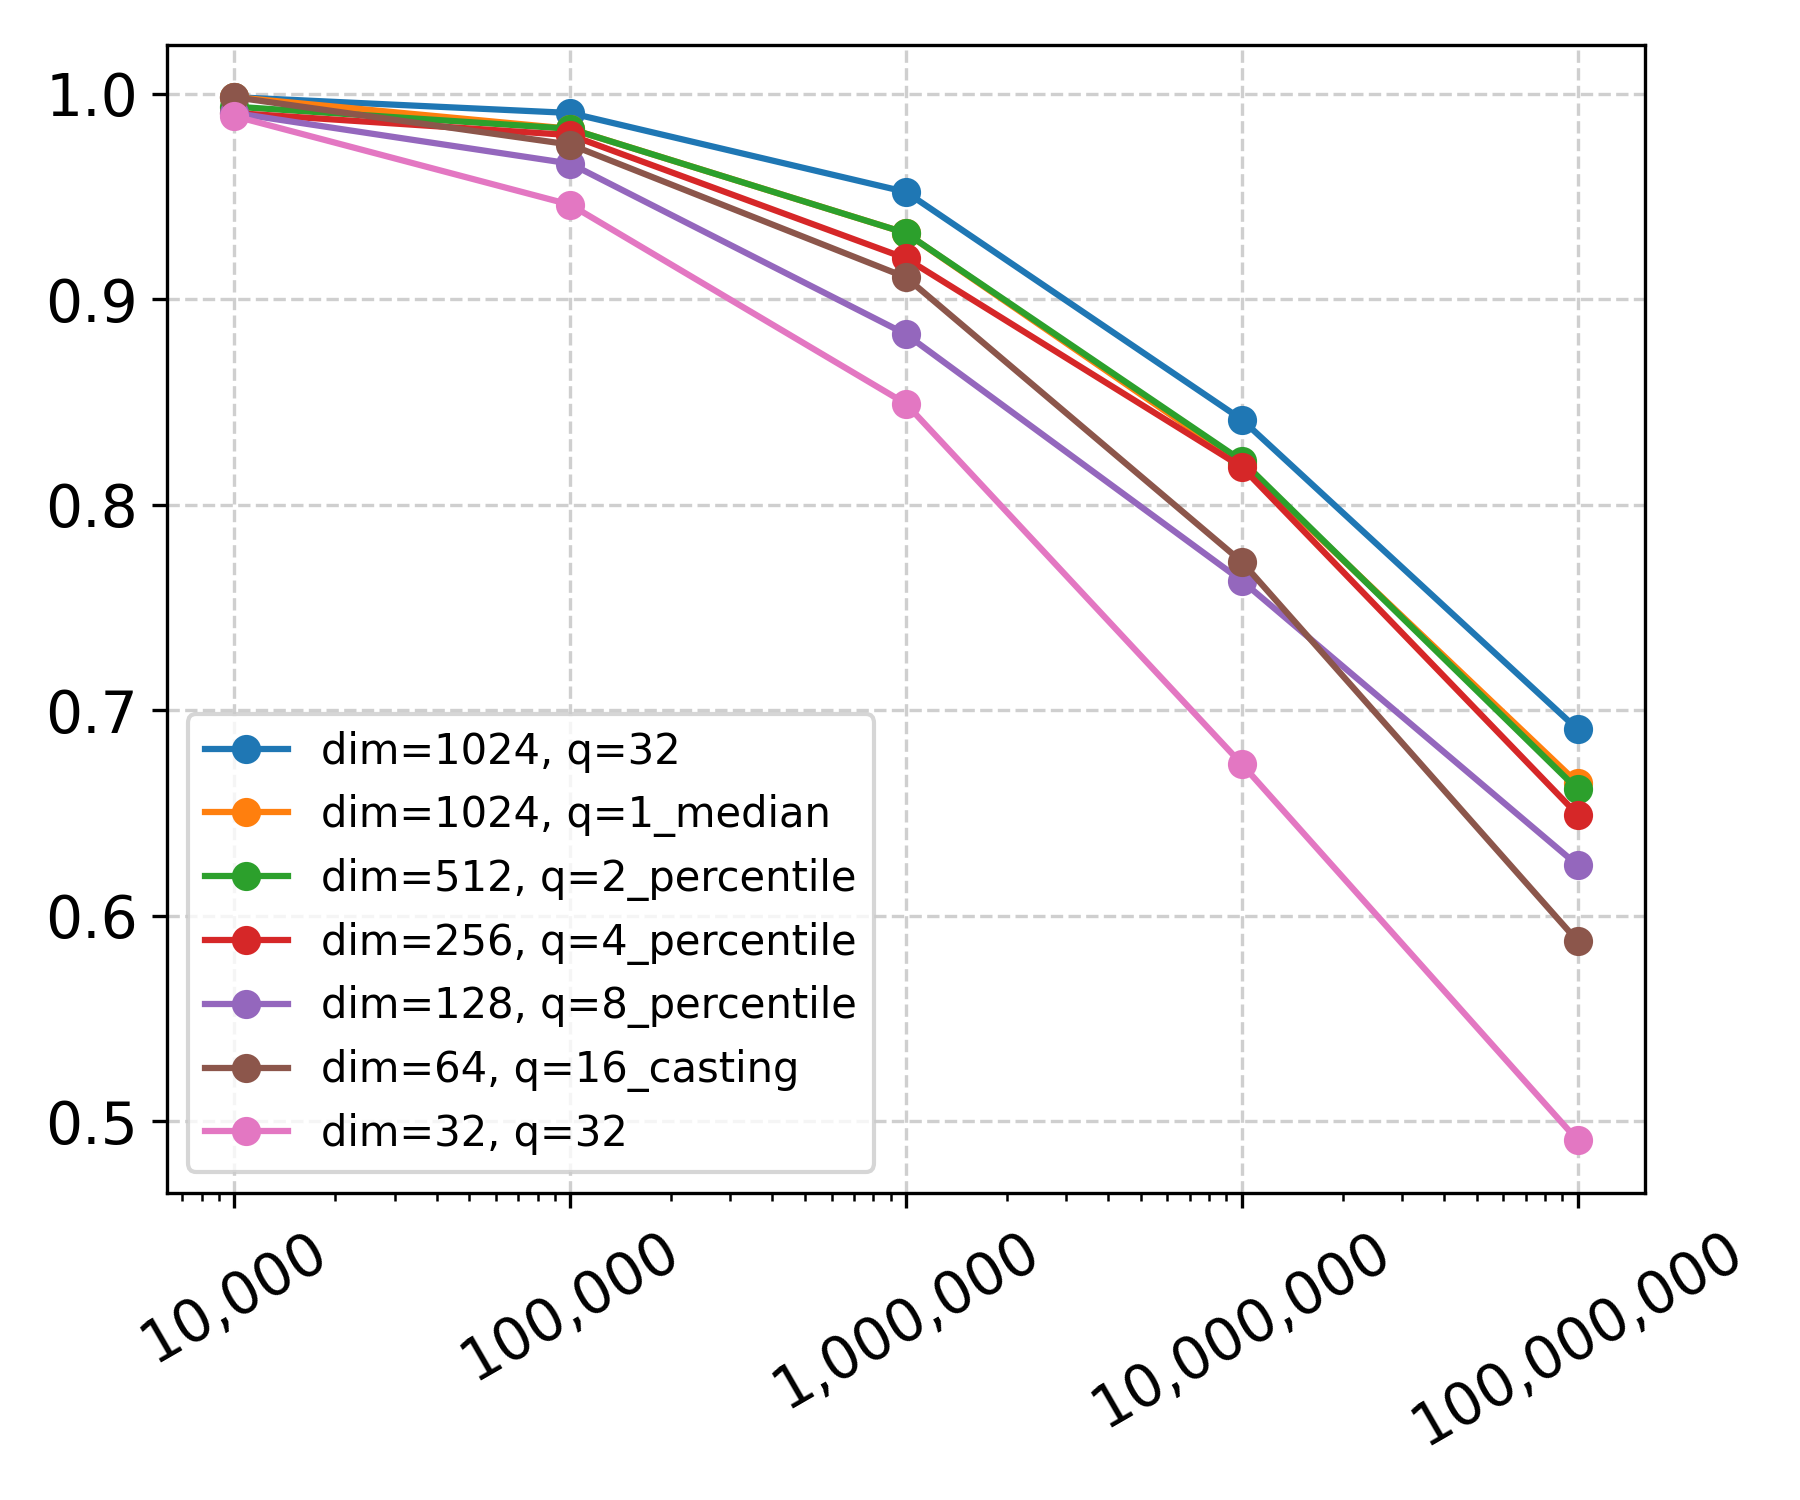 1.0
0.9
0.8
0.7
0.6
0.5
dim=1024, q=32
dim=1024, q=1_median
dim=512, q=2_percentile
dim=256, q=4_percentile
dim=128, q=8_percentile
dim=64, q=16_casting
dim=32, q=32
10,000
100,000
1,000,000
10,000,000
100,000,000